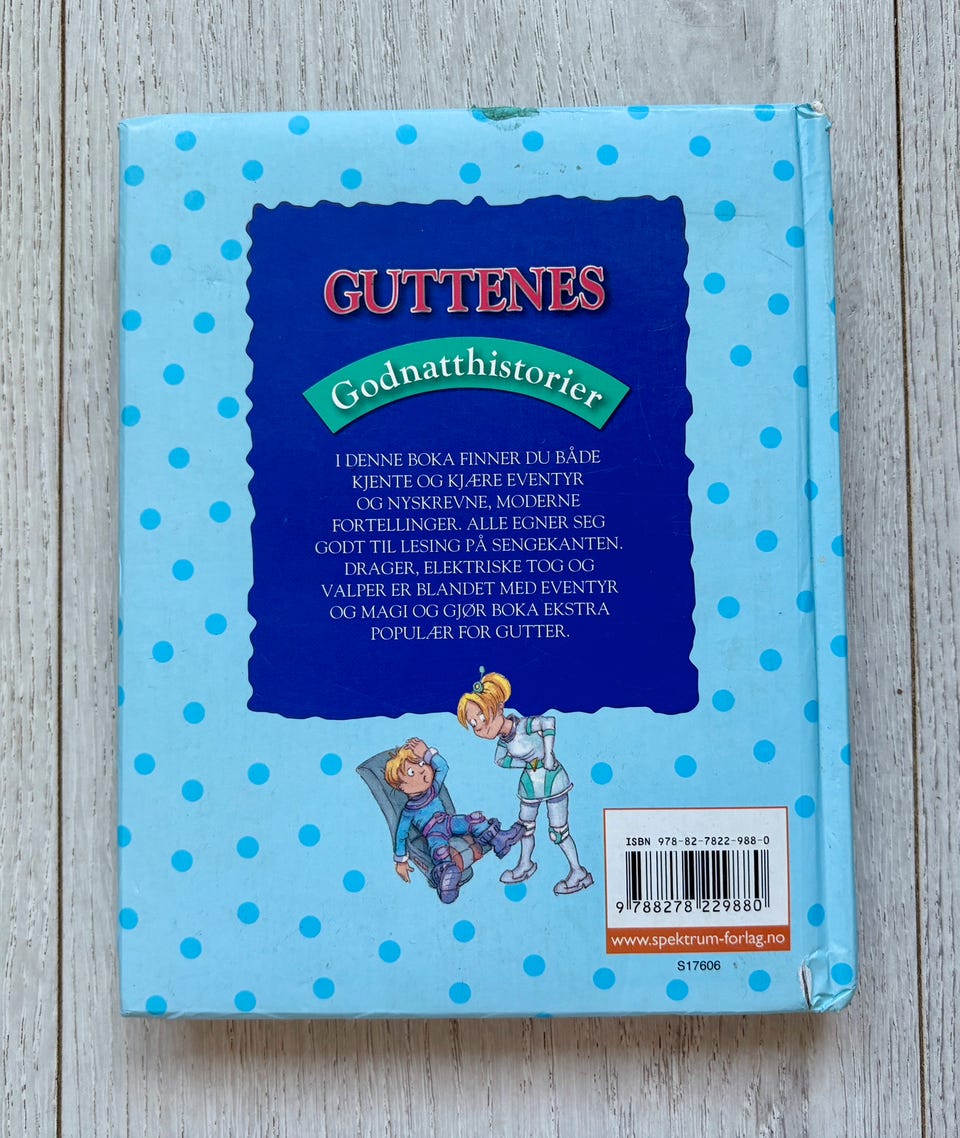 GUTTENES
Godnatthistorier
I DENNE BOKA FINNER DU BÅDE
KJENTE OG KJÆRE EVENTYR
OG NYSKREVNE, MODERNE
FORTELLINGER. ALLE EGNER SEG
GODT TIL LESING PÅ SENGEKANTEN.
DRAGER, ELEKTRISKE TOG OG
VALPER ER BLANDET MED EVENTYR
OG MAGI OG GJØR BOKA EKSTRA
POPULÆR FOR GUTTER.
ISBN 978-82-7822-988-0
9 788278 229880
www.spektrum-forlag.no
S17606